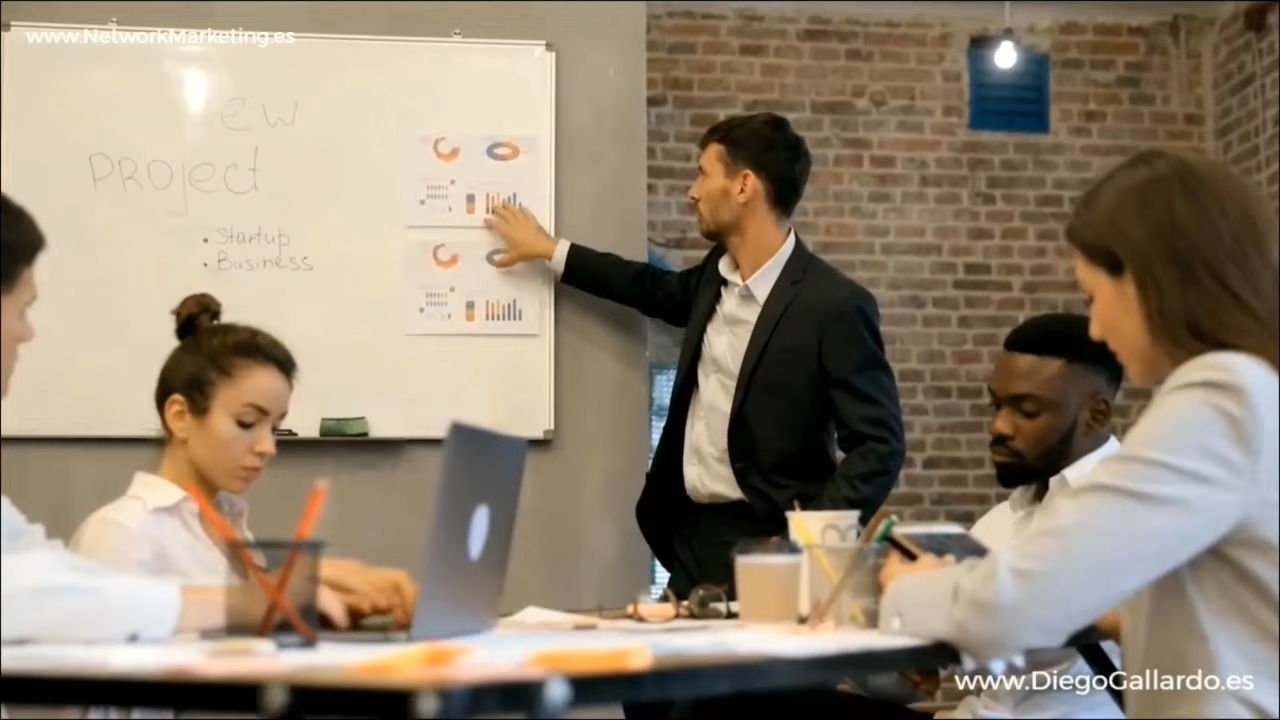 www.NetworkMarketing.es
ew
PROject
• Startup
• Business
www.DiegoGallardo.es